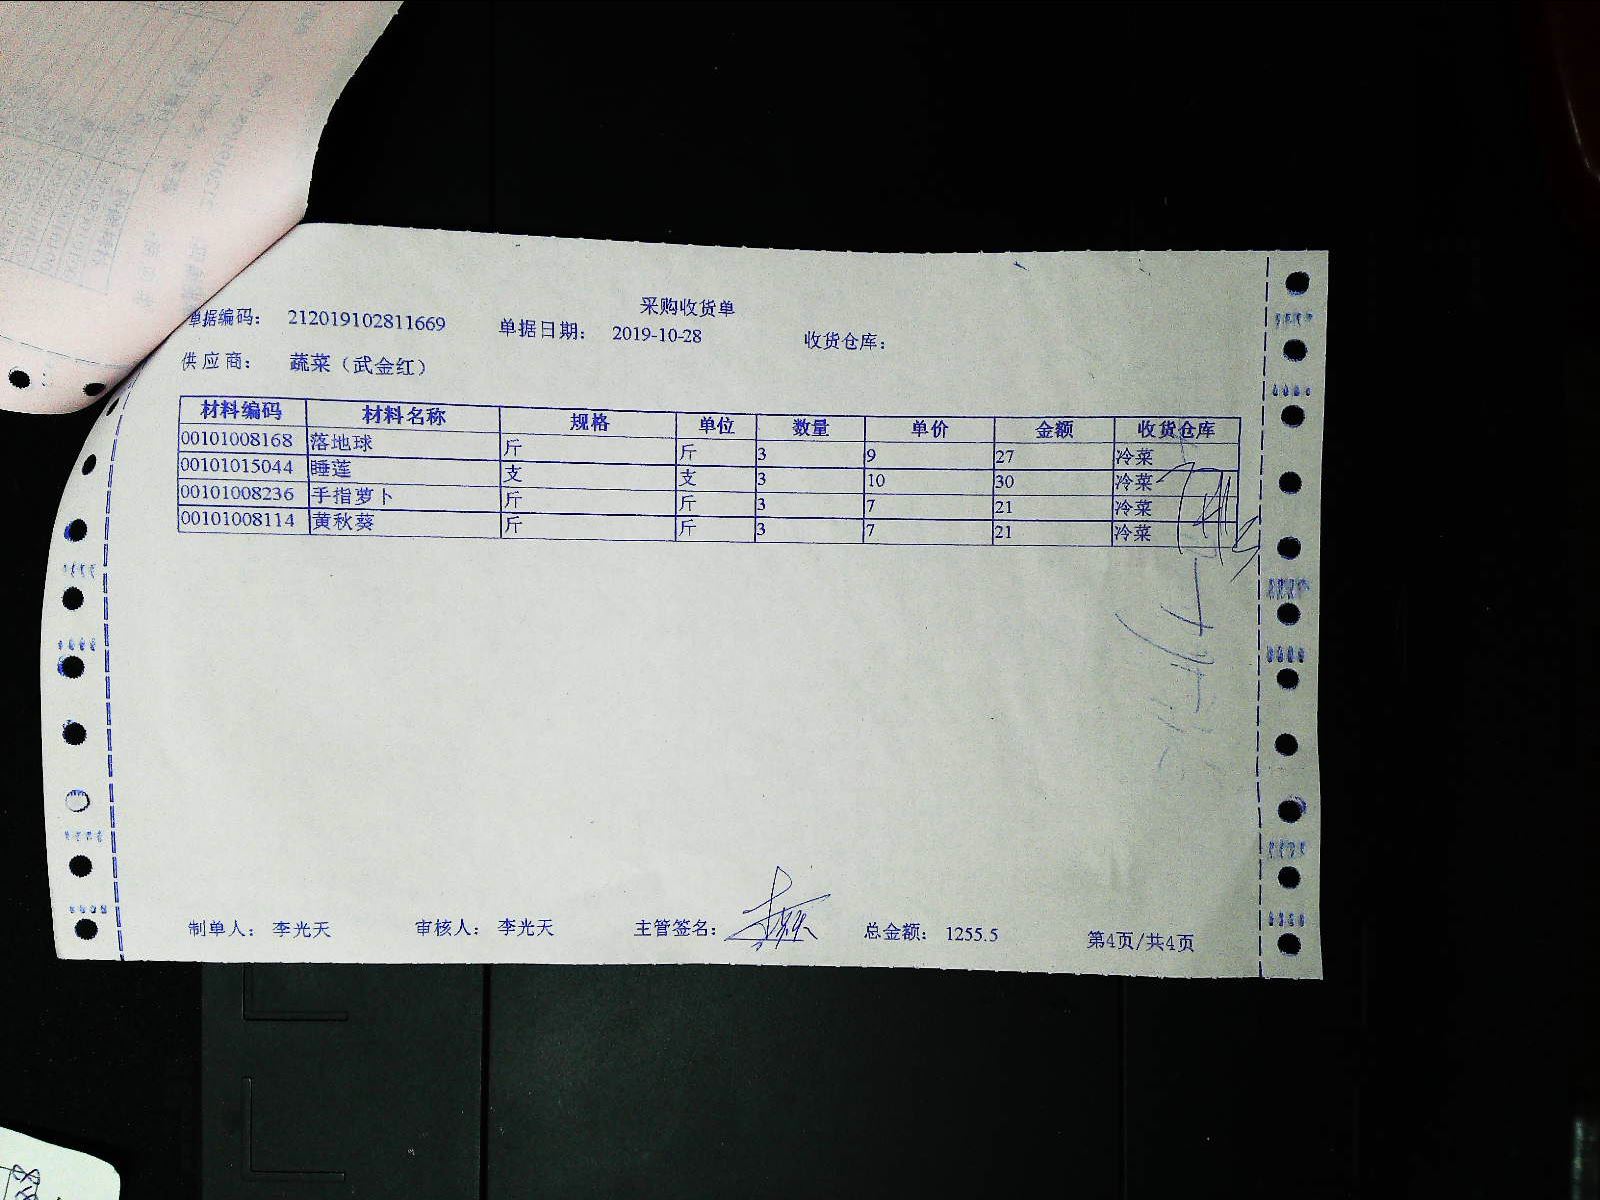 采购收货单
单据编码： 212019102811669 单据日期： 2019-10-28 收货仓库：
供应商： 蔬菜（武金红）
材料编码 材料名称 规格 单位 数量 单价 金额 收货仓库
00101008168 落地球 斤 斤 3 9 27 冷菜
00101015044 睡莲 支 支 3 10 30 冷菜
00101008236 手指萝卜 斤 斤 3 7 21 冷菜
00101008114 黄秋葵 斤 斤 3 7 21 冷菜
制单人： 李光天 审核人： 李光天 主管签名： 总金额： 1255.5 第4页/共4页